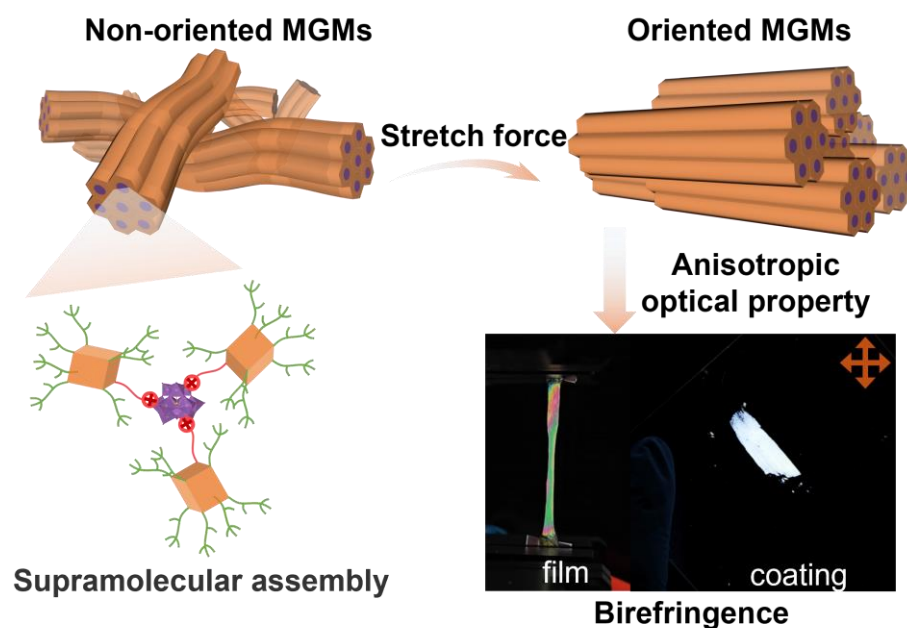 Non-oriented MGMs
Oriented MGMs
Stretch force
Anisotropic
optical property
Supramolecular assembly
film
coating
Birefringence